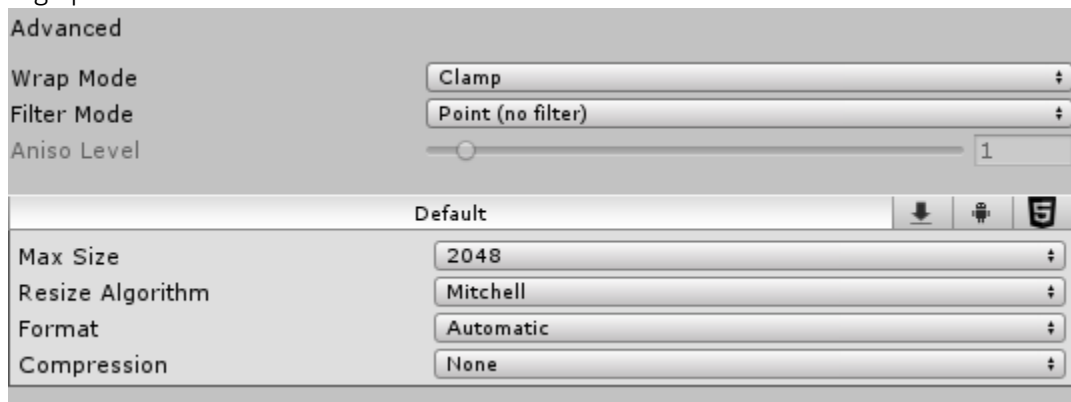 Advanced
Wrap Mode Clamp
Filter Mode Point (no filter)
Aniso Level 1
Default 5
Max Size 2048
Resize Algorithm Mitchell
Format Automatic
Compression None